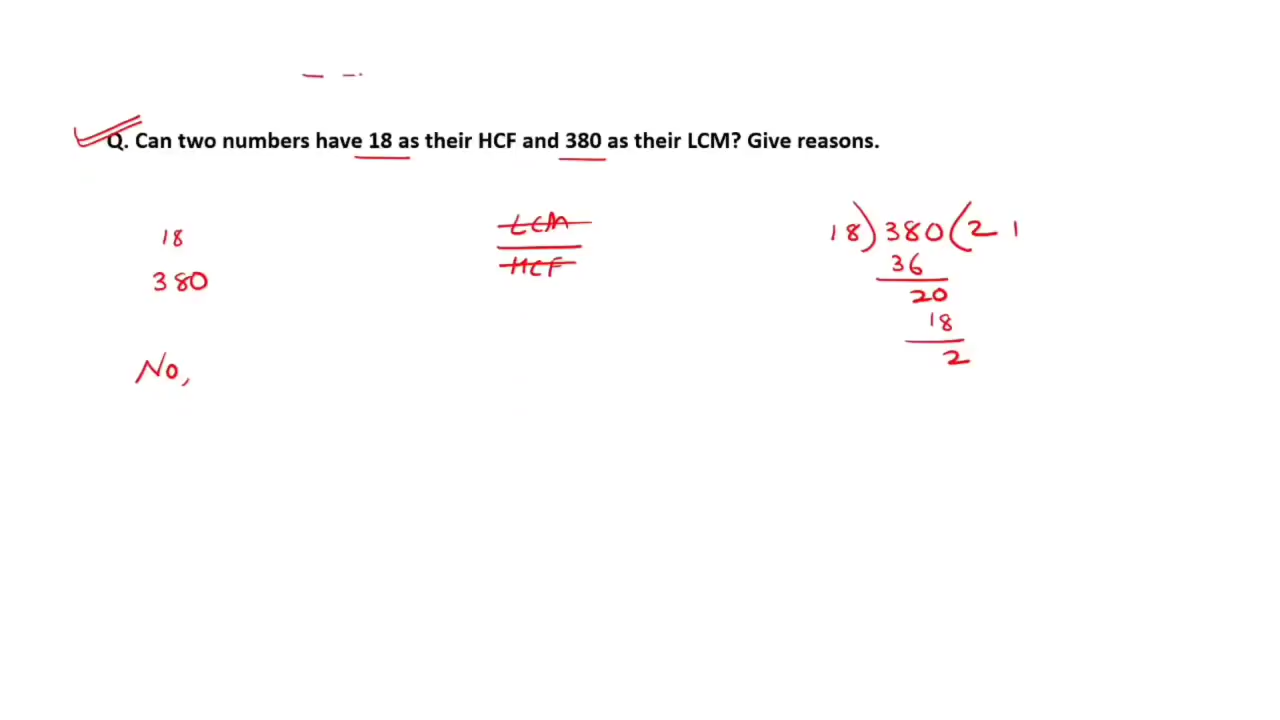 Q. Can two numbers have 18 as their HCF and 380 as their LCM? Give reasons.
18
380
No,
LCM
HCF
18)380(21
36
20
18
2